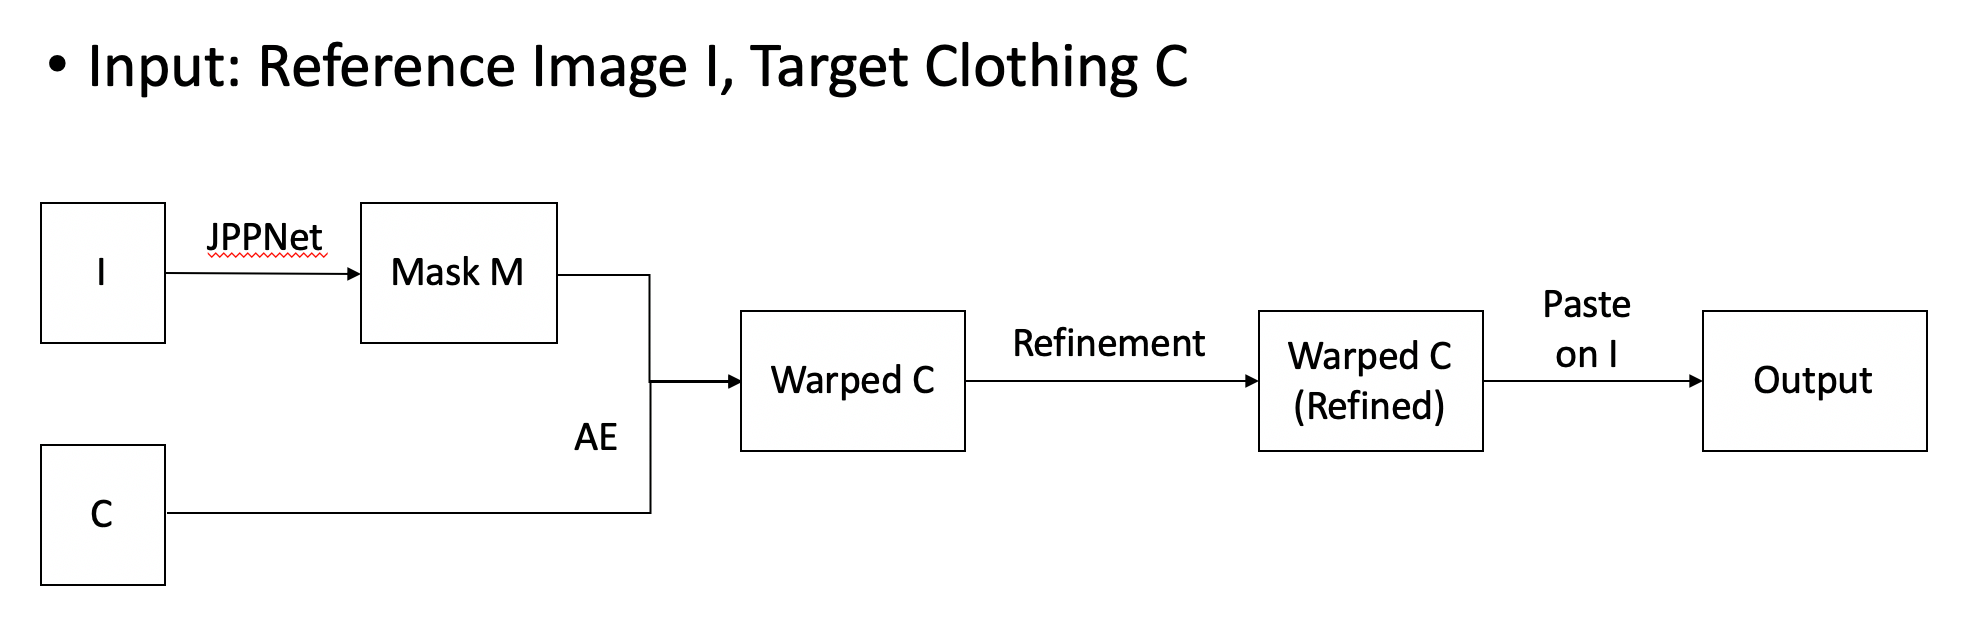 • Input: Reference Image I, Target Clothing C
I
JPPNet
Mask M
C
AE
Warped C
Refinement
Warped C
(Refined)
Paste
on I
Output